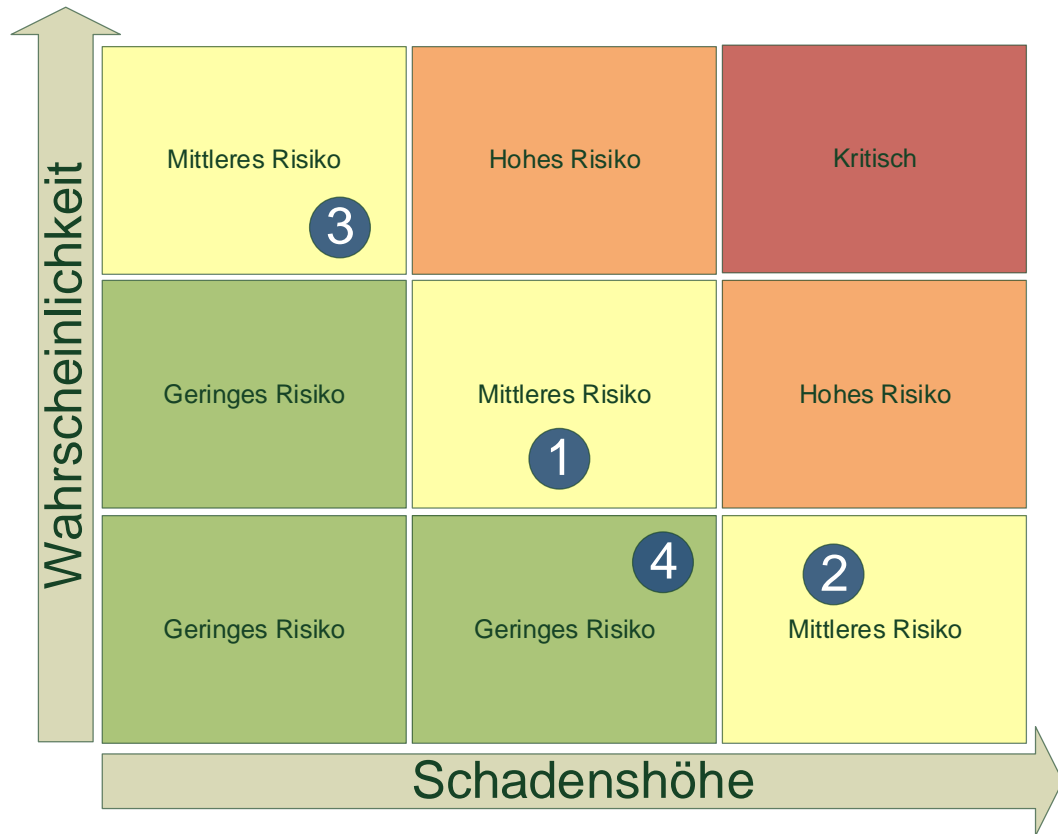 Wahrscheinlichkeit
Mittleres Risiko
3
Hohes Risiko
Kritisch
Geringes Risiko
Mittleres Risiko
1
Hohes Risiko
Geringes Risiko
4
Geringes Risiko
2
Mittleres Risiko
Schadenshöhe